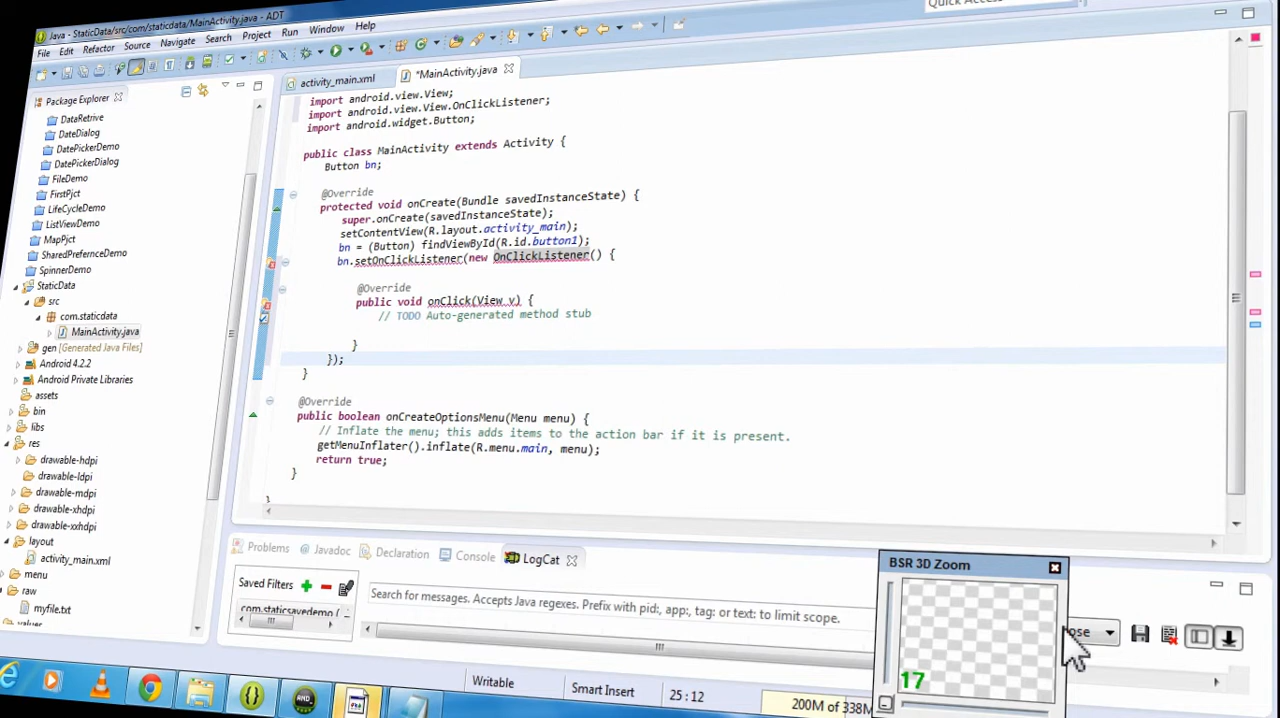 Java - StaticData/src/com/staticdata/MainActivity.java - ADT
File Edit Refactor Source Navigate Search Project Run Window Help
Quick Access
Package Explorer
DataRetrive
DateDialog
DatePickerDemo
DatePickerDialog
FileDemo
FirstPjct
LifeCycleDemo
ListViewDemo
MapPjct
SharedPrefernceDemo
SpinnerDemo
StaticData
src
com.staticdata
MainActivity.java
gen [Generated Java Files]
Android 4.2.2
Android Private Libraries
assets
bin
libs
res
drawable-hdpi
drawable-ldpi
drawable-mdpi
drawable-xhdpi
drawable-xxhdpi
layout
activity_main.xml
menu
raw
myfile.txt
values
activity_main.xml
*MainActivity.java
import android.view.View;
import android.view.View.OnClickListener;
import android.widget.Button;
public class MainActivity extends Activity {
Button bn;
@Override
protected void onCreate(Bundle savedInstanceState) {
super.onCreate(savedInstanceState);
setContentView(R.layout.activity_main);
bn = (Button) findViewById(R.id.button1);
bn.setOnClickListener(new OnClickListener() {
@Override
public void onClick(View v) {
// TODO Auto-generated method stub
}
});
}
@Override
public boolean onCreateOptionsMenu(Menu menu) {
// Inflate the menu; this adds items to the action bar if it is present.
getMenuInflater().inflate(R.menu.main, menu);
return true;
}
}
Problems Javadoc Declaration Console LogCat
Saved Filters
com.staticsavedemo (
Search for messages. Accepts Java regexes. Prefix with pid:, app:, tag: or text: to limit scope.
BSR 3D Zoom
17
Writable
Smart Insert
25 : 12
200M of 338M